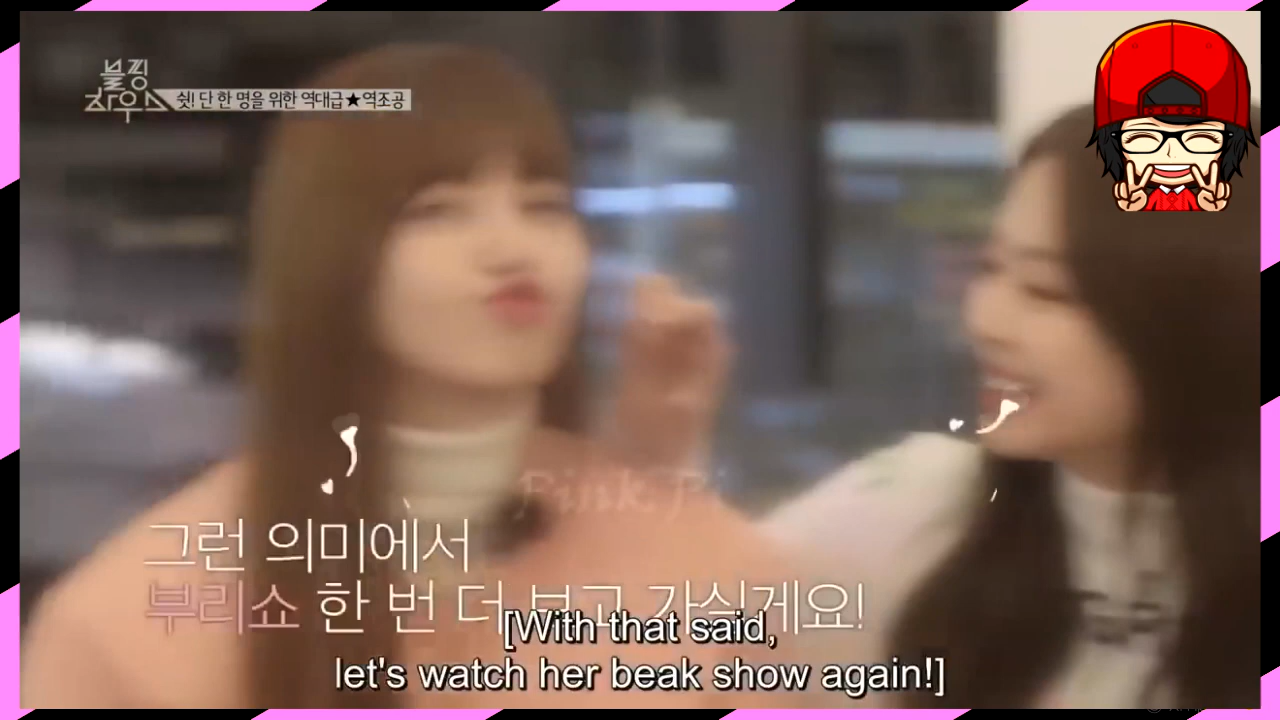 블핑
하우스
쉿! 단 한 명을 위한 역대급★역조공
Pink
그런 의미에서
부리쇼 한 번 더 보고 가실게요!
[With that said,
let's watch her beak show again!]